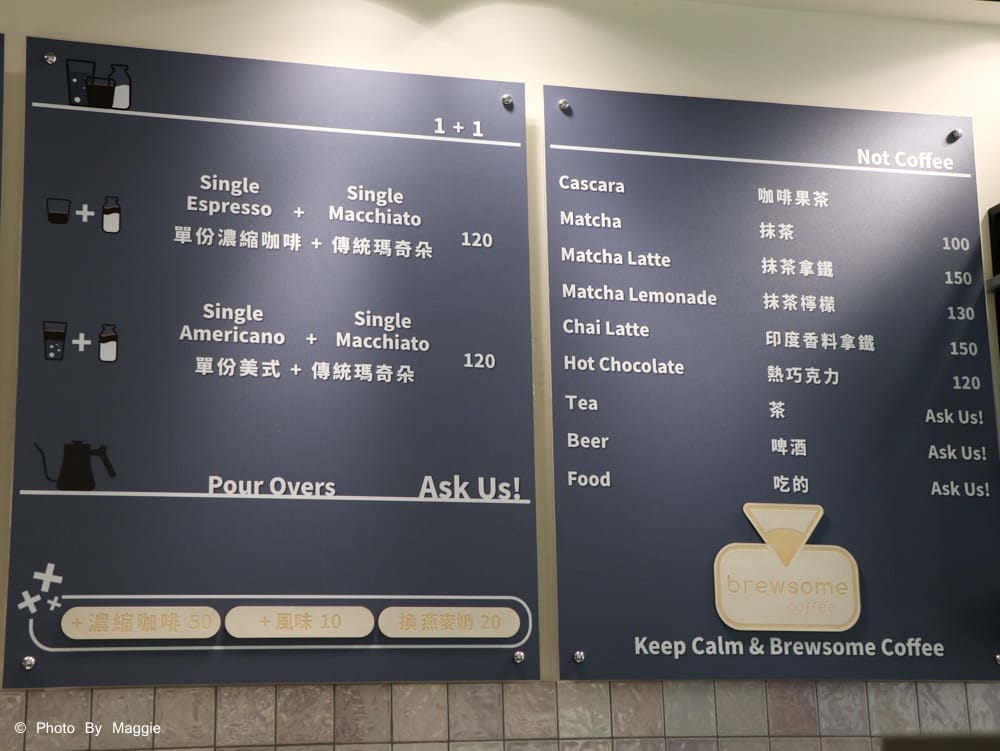 1 + 1
Single Espresso + Single Macchiato
單份濃縮咖啡 + 傳統瑪奇朵 120
Single Americano + Single Macchiato
單份美式 + 傳統瑪奇朵 120
Pour Overs Ask Us!
+ 濃縮咖啡 50
+ 風味 10
換燕麥奶 20
Not Coffee
Cascara 咖啡果茶
Matcha 抹茶 100
Matcha Latte 抹茶拿鐵 150
Matcha Lemonade 抹茶檸檬 130
Chai Latte 印度香料拿鐵 150
Hot Chocolate 熱巧克力 120
Tea 茶 Ask Us!
Beer 啤酒 Ask Us!
Food 吃的 Ask Us!
brewsome
coffee
Keep Calm & Brewsome Coffee
© Photo By Maggie